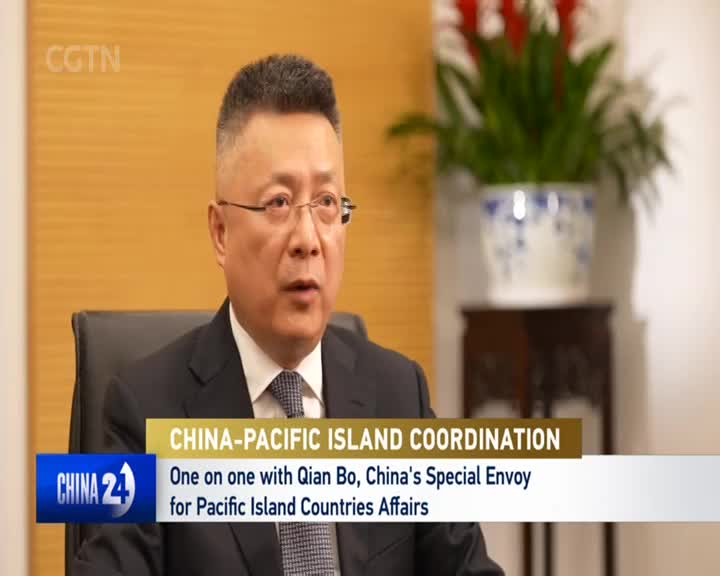 CGTN
CHINA-PACIFIC ISLAND COORDINATION
CHINA 24
One on one with Qian Bo, China's Special Envoy
for Pacific Island Countries Affairs